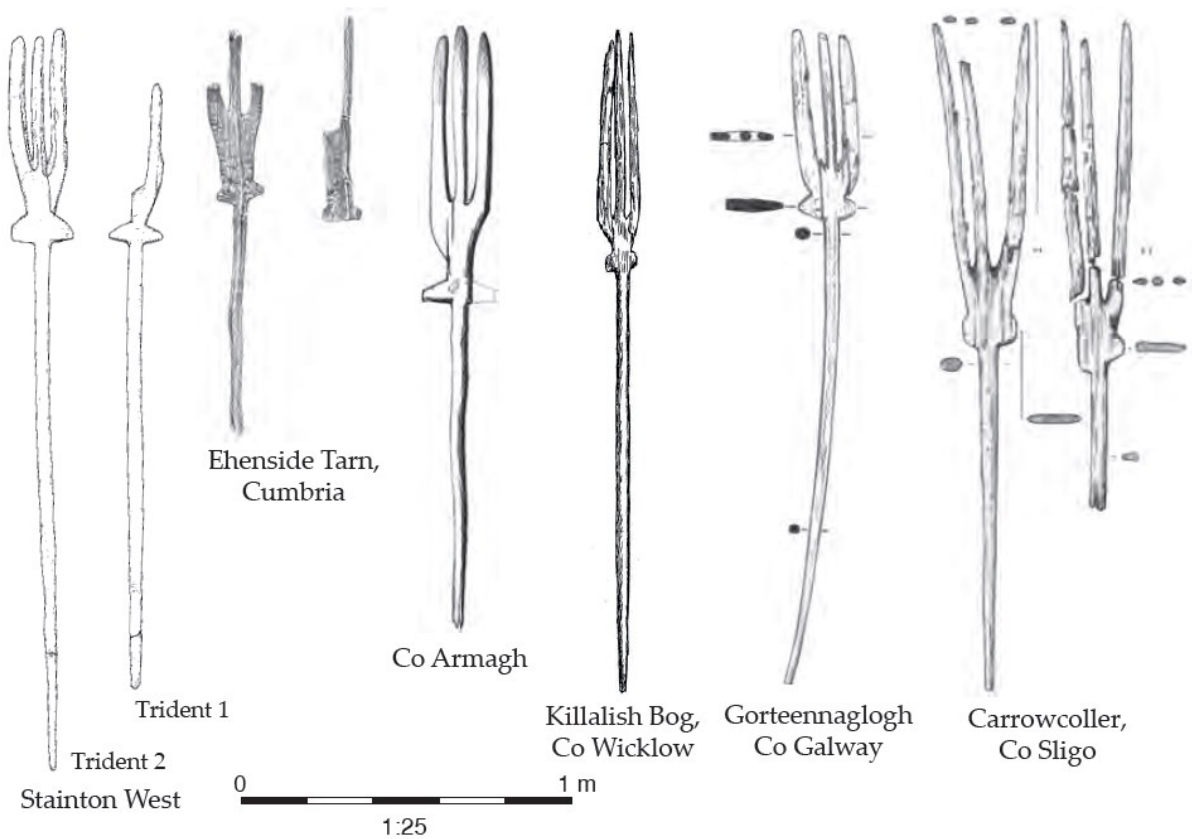 Ehenside Tarn,
Cumbria
Co Armagh
Trident 1
Killalish Bog,
Co Wicklow
Gorteennaglogh
Co Galway
Carrowcoller,
Co Sligo
Trident 2
Stainton West
0 1 m
1:25